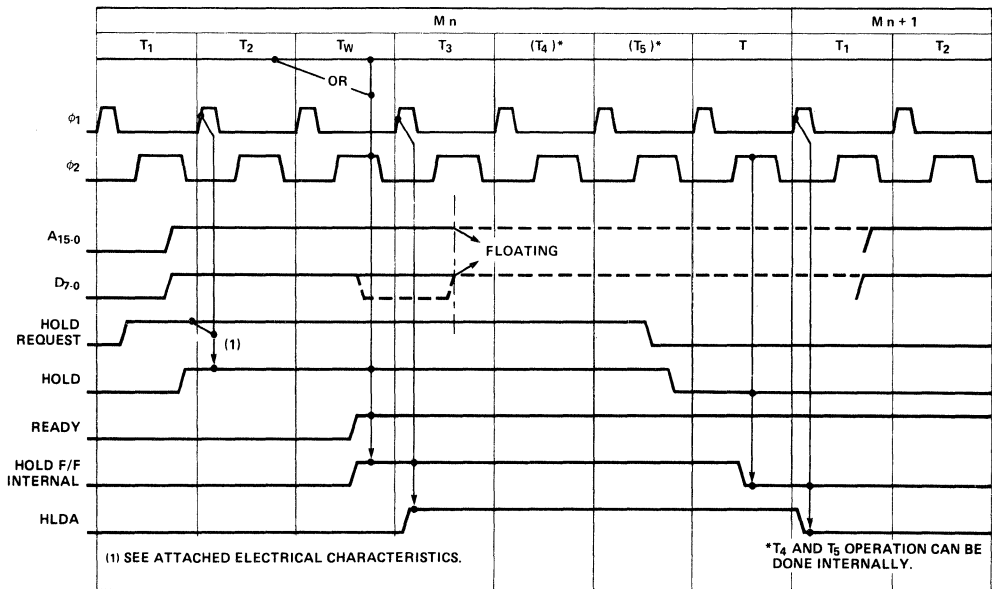 M n
M n + 1
T1
T2
TW
T3
(T4)*
(T5)*
T
T1
T2
OR
ϕ1
ϕ2
A15-0
FLOATING
D7-0
HOLD
REQUEST
(1)
HOLD
READY
HOLD F/F
INTERNAL
HLDA
(1) SEE ATTACHED ELECTRICAL CHARACTERISTICS.
*T4 AND T5 OPERATION CAN BE
DONE INTERNALLY.